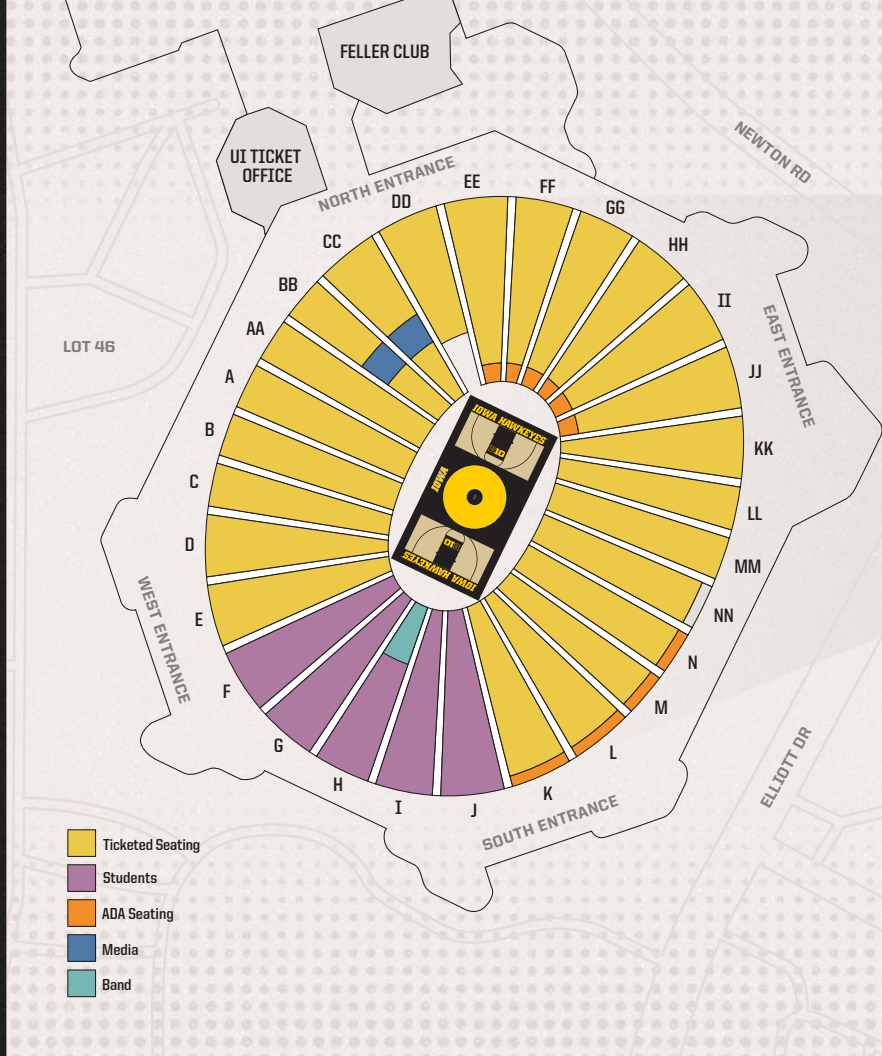 FELLER CLUB
UI TICKET
OFFICE
NEWTON RD
NORTH ENTRANCE
EE
FF
DD
GG
CC
HH
BB
II
AA
EAST ENTRANCE
LOT 46
A
JJ
B
KK
C
LL
D
MM
E
NN
N
F
M
G
L
H
K
I
J
IOWA HAWKEYES
B1G
IOWA
B1G
IOWA HAWKEYES
WEST ENTRANCE
SOUTH ENTRANCE
ELLIOTT DR
Ticketed Seating
Students
ADA Seating
Media
Band